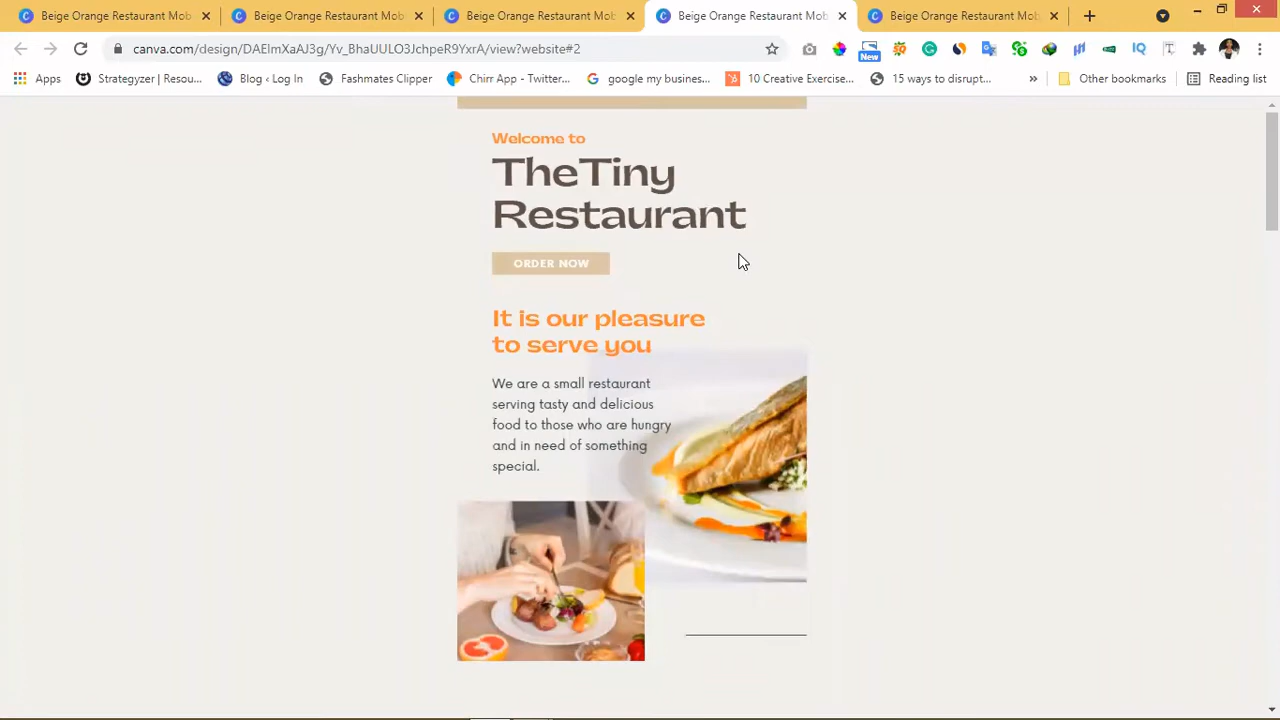 Beige Orange Restaurant Mob
Beige Orange Restaurant Mob
Beige Orange Restaurant Mob
Beige Orange Restaurant Mob
Beige Orange Restaurant Mob
canva.com/design/DAElmXaAJ3g/Yv_BhaUULO3JchpeR9YxrA/view?website#2
New
IQ
Apps
Strategyzer | Resou...
Blog ‹ Log In
Fashmates Clipper
Chirr App - Twitter...
google my busines...
10 Creative Exercise...
15 ways to disrupt...
»
Other bookmarks
Reading list
Welcome to
TheTiny
Restaurant
ORDER NOW
It is our pleasure
to serve you
We are a small restaurant
serving tasty and delicious
food to those who are hungry
and in need of something
special.